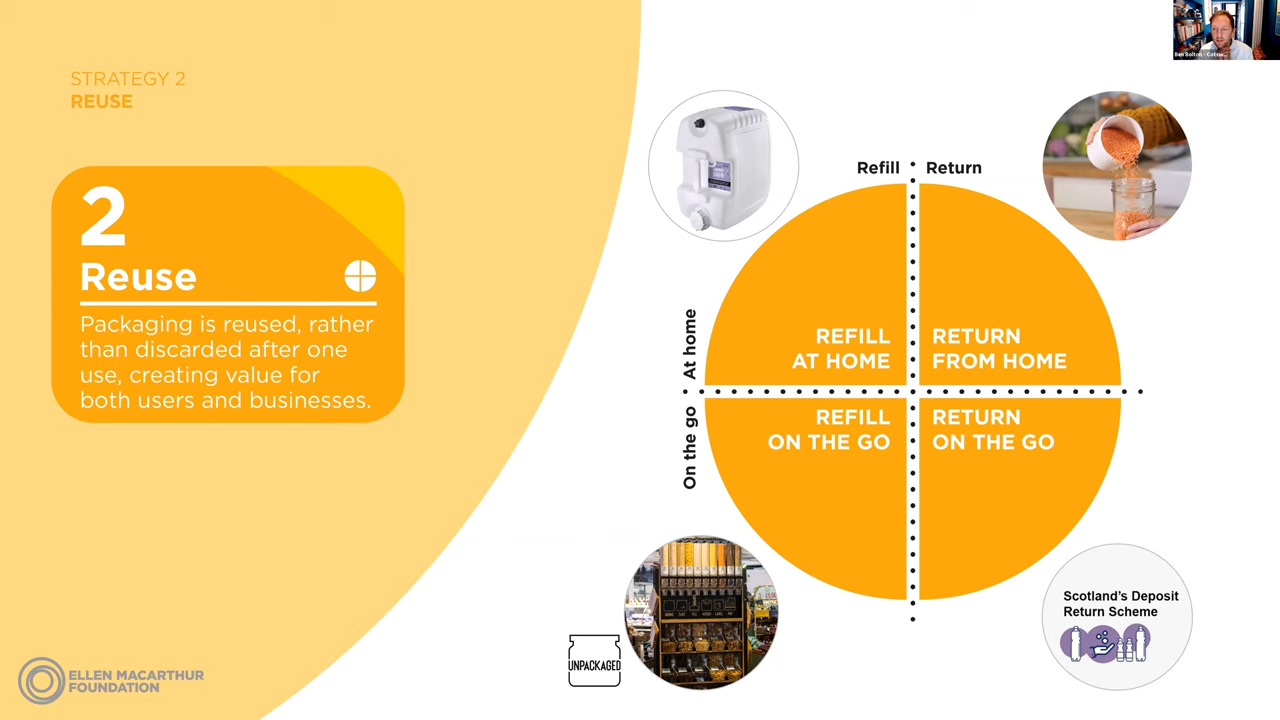 STRATEGY 2
REUSE
2
Reuse
Packaging is reused, rather
than discarded after one
use, creating value for
both users and businesses.
ELLEN MACARTHUR
FOUNDATION
Refill
Return
At home
On the go
REFILL
AT HOME
RETURN
FROM HOME
REFILL
ON THE GO
RETURN
ON THE GO
UNPACKAGED
Scotland's Deposit
Return Scheme
Ben Bolton -